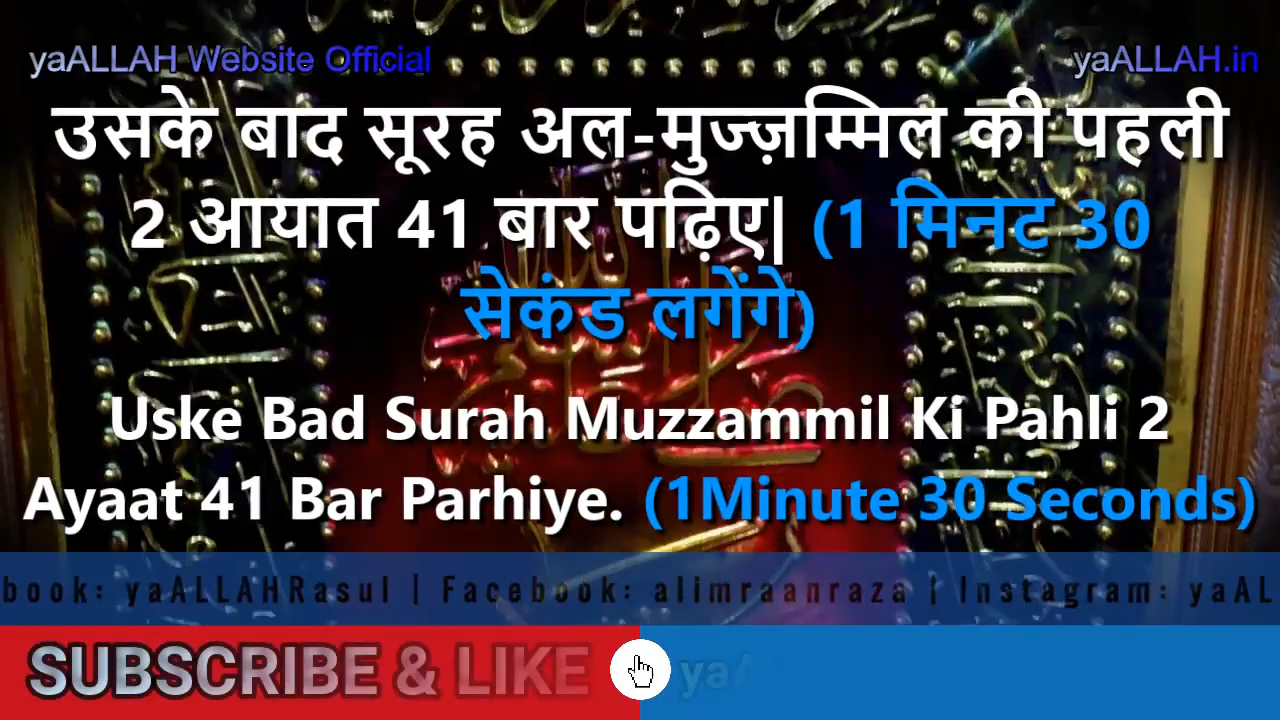 yaALLAH Website Official
yaALLAH.in
उसके बाद सूरह अल-मुज्ज़म्मिल की पहली
2 आयात 41 बार पढ़िए| (1 मिनट 30
सेकंड लगेंगे)
Uske Bad Surah Muzzammil Ki Pahli 2
Ayaat 41 Bar Parhiye. (1Minute 30 Seconds)
book: yaALLAHRasul | Facebook: alimraanraza | Instagram: yaAL
SUBSCRIBE & LIKE
ya